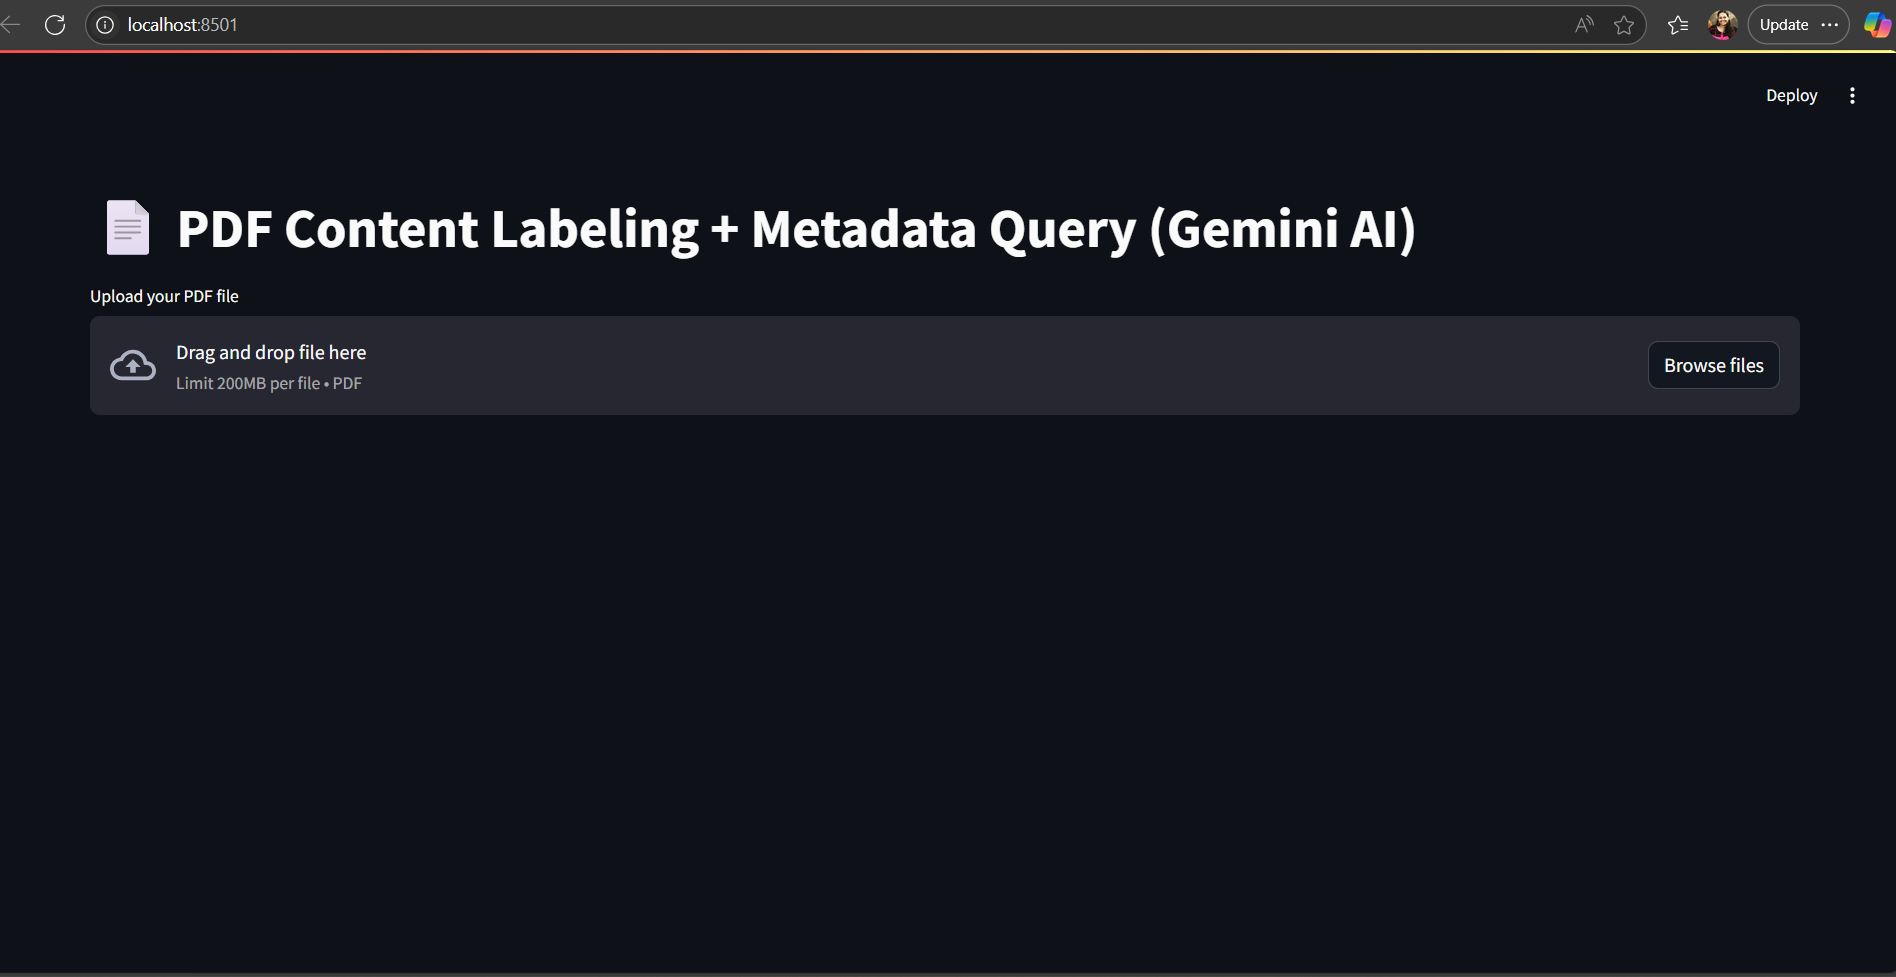 localhost:8501
Update
Deploy
PDF Content Labeling + Metadata Query (Gemini AI)
Upload your PDF file
Drag and drop file here
Limit 200MB per file • PDF
Browse files